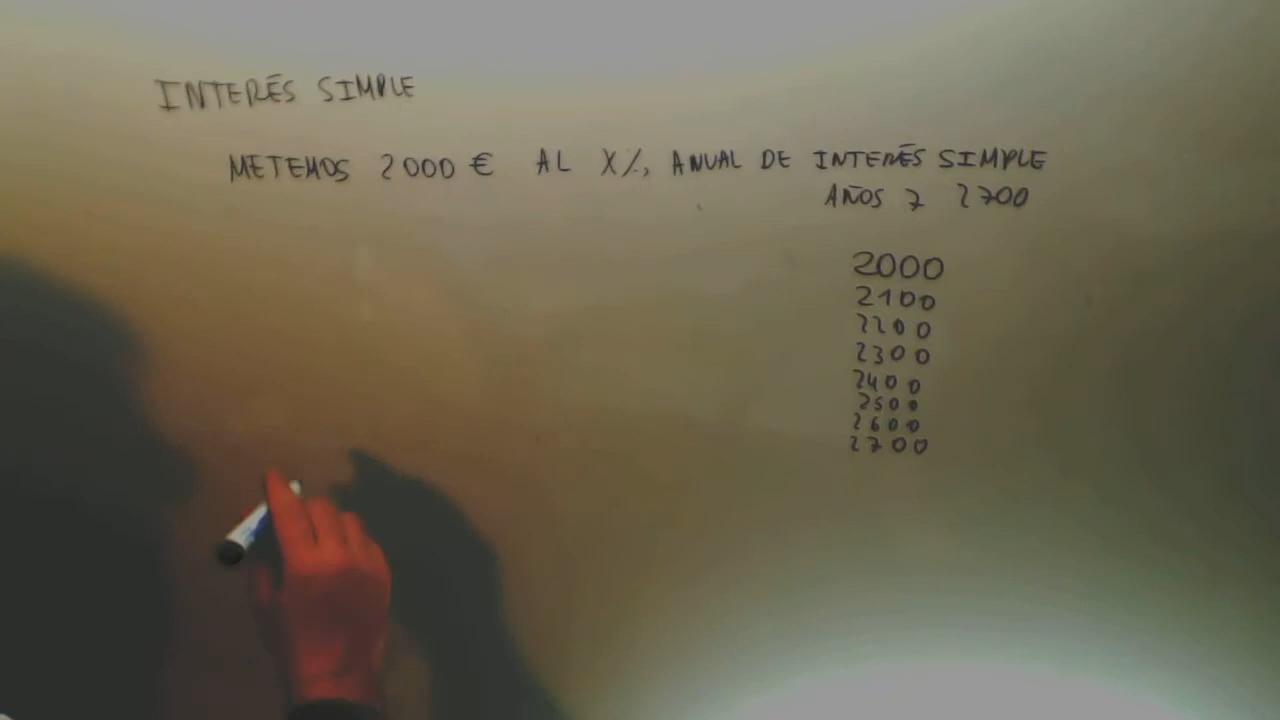 INTERÉS SIMPLE
METEMOS 2000 € AL X%, ANUAL DE INTERÉS SIMPLE
AÑOS 7 2700
2000
2100
2200
2300
2400
2500
2600
2700